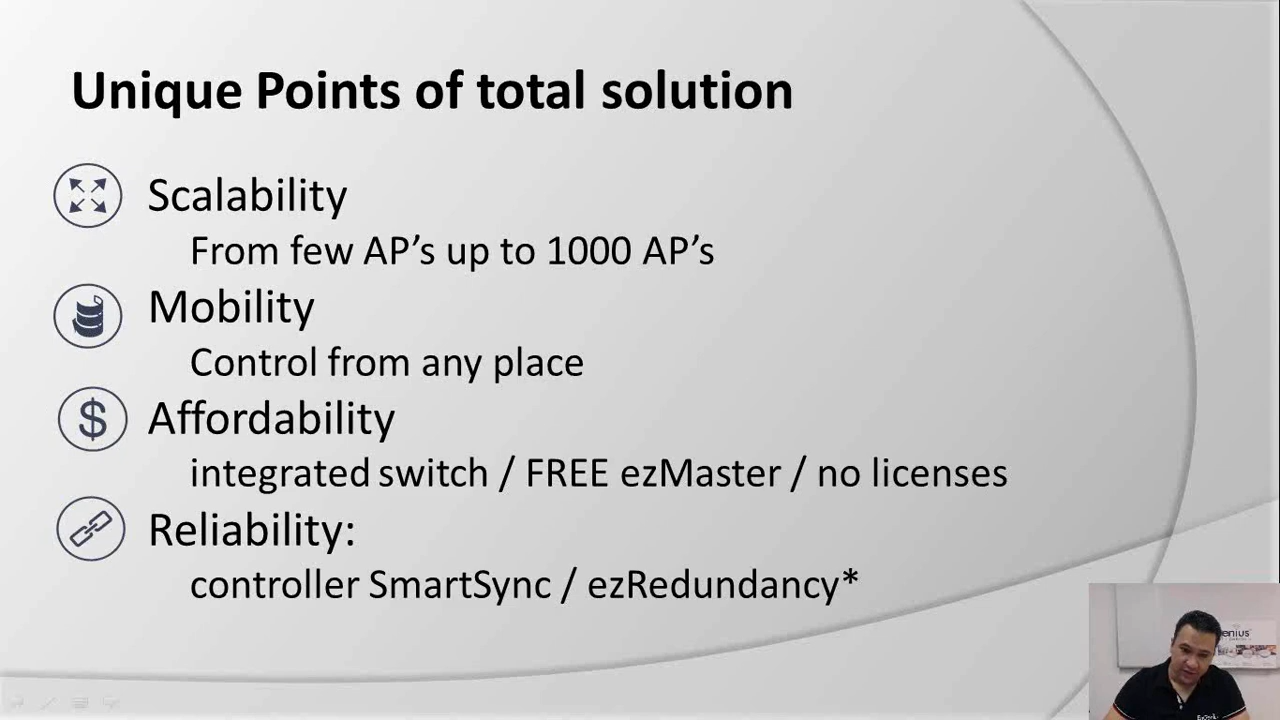 Unique Points of total solution
Scalability
From few AP’s up to 1000 AP’s
Mobility
Control from any place
$ Affordability
integrated switch / FREE ezMaster / no licenses
Reliability:
controller SmartSync / ezRedundancy*
enius